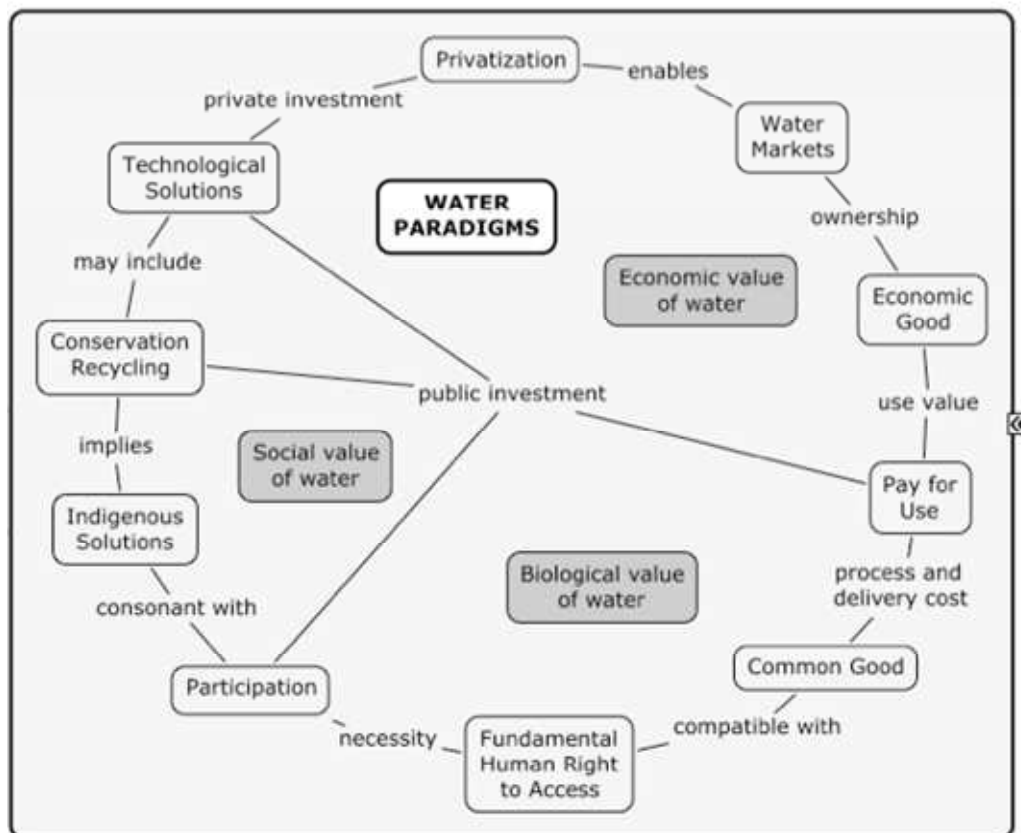 Privatization
enables
private investment
Water
Markets
Technological
Solutions
WATER
PARADIGMS
ownership
may include
Economic value
of water
Economic
Good
Conservation
Recycling
public investment
use value
implies
Social value
of water
Pay for
Use
Indigenous
Solutions
Biological value
of water
process and
delivery cost
consonant with
Common Good
Participation
compatible with
necessity
Fundamental
Human Right
to Access